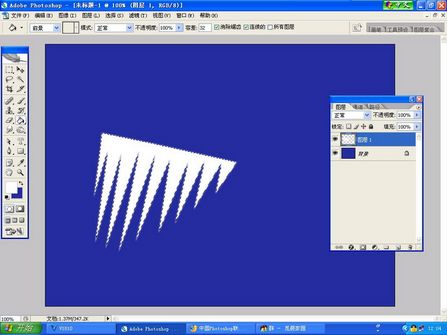 Adobe Photoshop - [未标题-1 @ 100% (图层 1, RGB/8)]
文件(F) 编辑(E) 图像(I) 图层(L) 选择(S) 滤镜(T) 视图(V) 窗口(W) 帮助(H)
前景 模式: 正常 不透明度: 100% 容差: 32 消除锯齿 连续的 所有图层
图层 通道 路径
正常 不透明度: 100%
锁定: 填充: 100%
图层 1
背景
100% 文档:1.37M/347.2K
开始 Adobe Photoshop 中国Photoshop联...